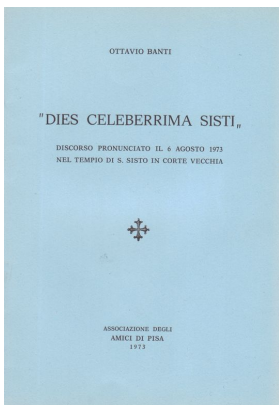 OTTAVIO BANTI
"DIES CELEBERRIMA SISTI„
DISCORSO PRONUNCIATO IL 6 AGOSTO 1973
NEL TEMPIO DI S. SISTO IN CORTE VECCHIA
ASSOCIAZIONE DEGLI
AMICI DI PISA
1973